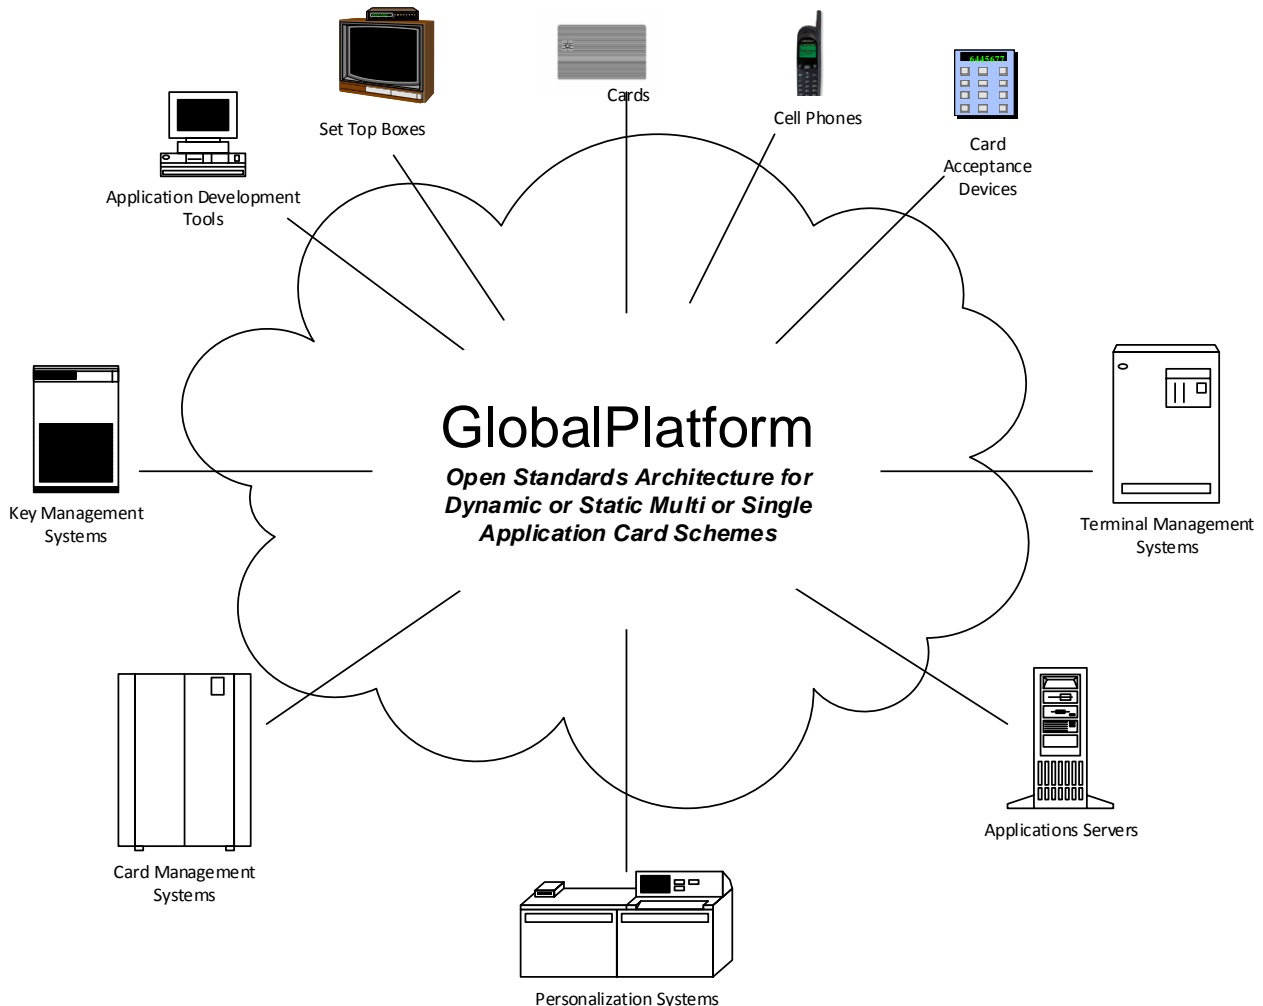 6445677
Cards
Cell Phones
Set Top Boxes
Card
Acceptance
Devices
Application Development
Tools
GlobalPlatform
Open Standards Architecture for
Dynamic or Static Multi or Single
Application Card Schemes
Key Management
Systems
Terminal Management
Systems
Applications Servers
Card Management
Systems
Personalization Systems